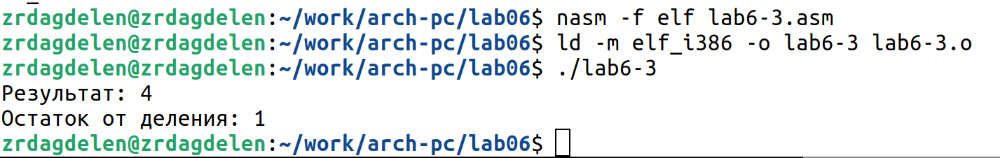 zrdagdelen@zrdagdelen:~/work/arch-pc/lab06$ nasm -f elf lab6-3.asm
zrdagdelen@zrdagdelen:~/work/arch-pc/lab06$ ld -m elf_i386 -o lab6-3 lab6-3.o
zrdagdelen@zrdagdelen:~/work/arch-pc/lab06$ ./lab6-3
Результат: 4
Остаток от деления: 1
zrdagdelen@zrdagdelen:~/work/arch-pc/lab06$